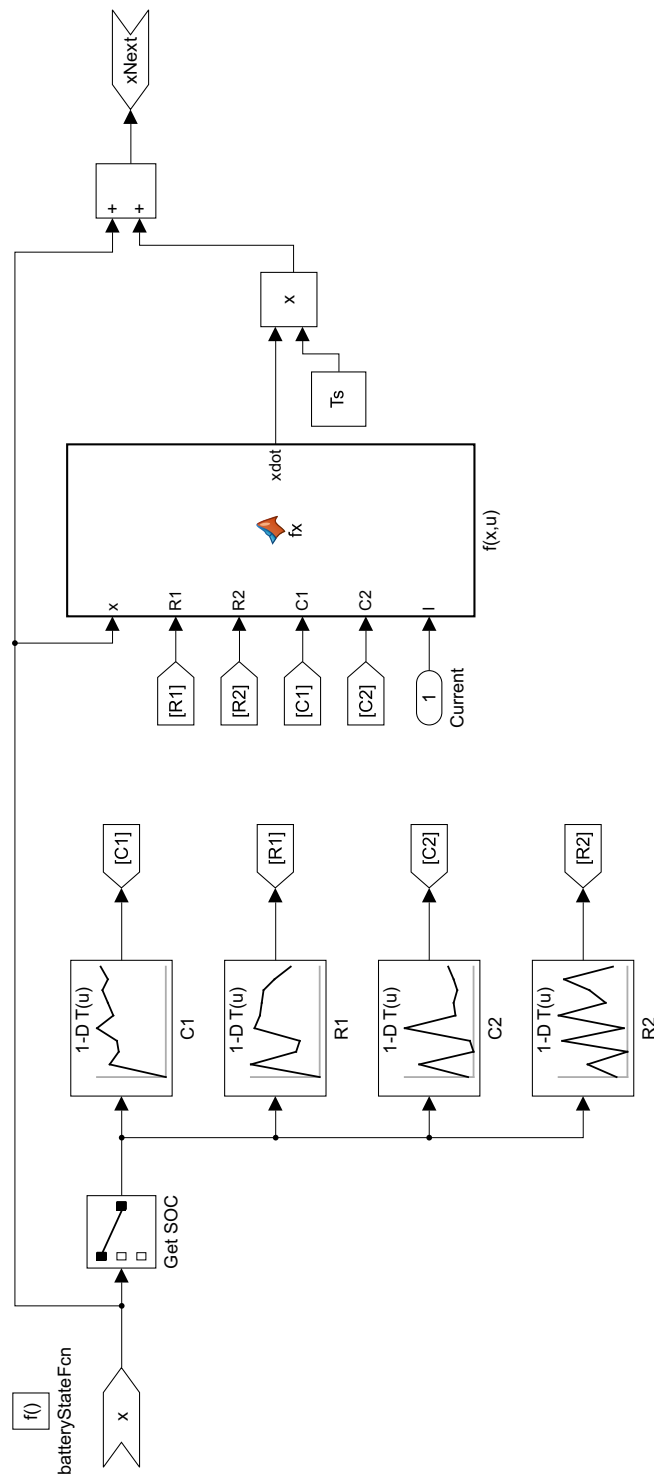 f()
batteryStateFcn
x
Get SOC
1-D T(u)
C1
[C1]
1-D T(u)
R1
[R1]
1-D T(u)
C2
[C2]
1-D T(u)
R2
[R2]
[R1]
[R2]
[C1]
[C2]
1
Current
x
R1
R2
C1
C2
I
fx
xdot
f(x,u)
Ts
x
+
+
xNext